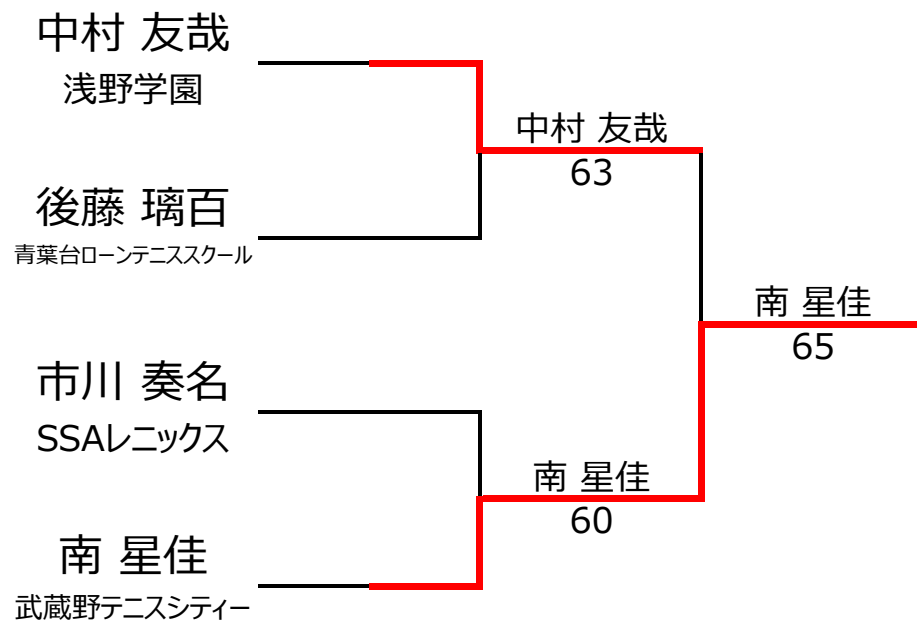 中村 友哉
浅野学園
後藤 璃百
青葉台ローンテニススクール
市川 奏名
SSAレニックス
南 星佳
武蔵野テニスシティー
中村 友哉
63
南 星佳
60
南 星佳
65